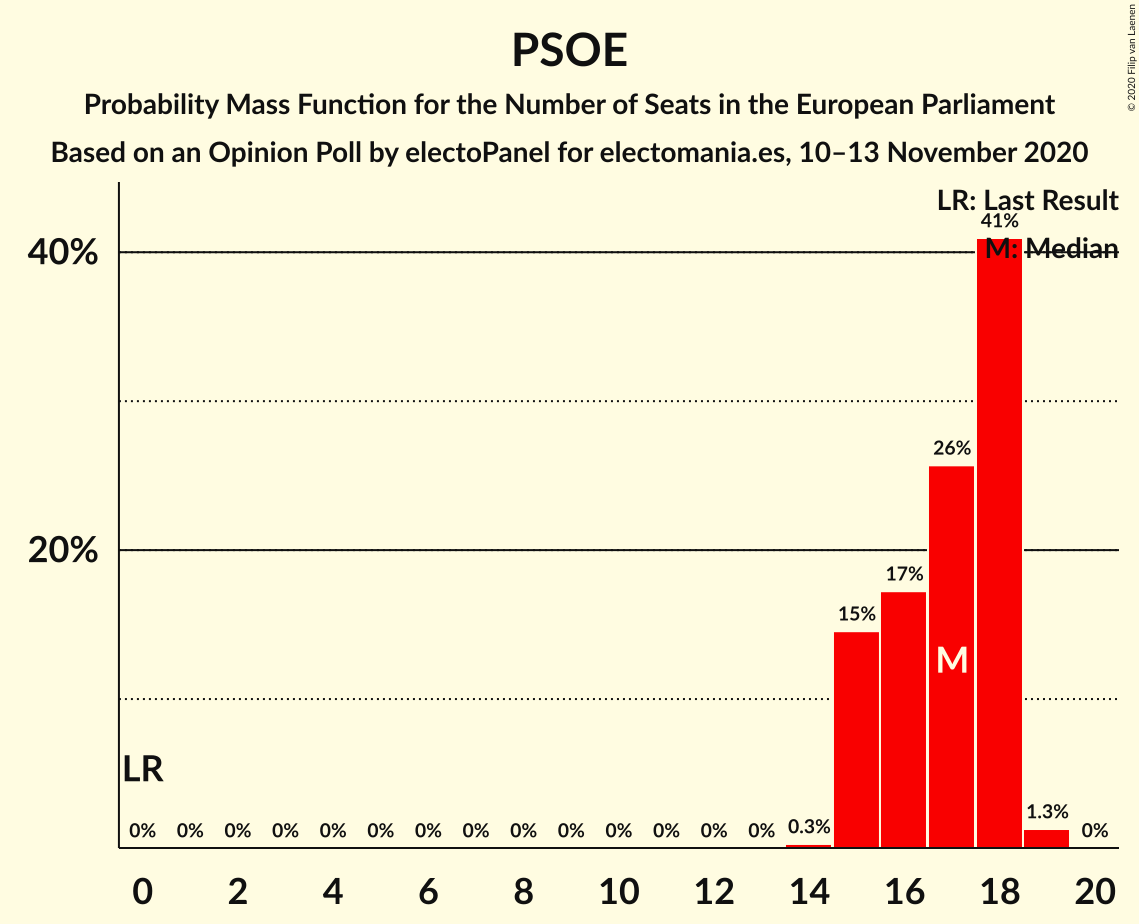 PSOE
Probability Mass Function for the Number of Seats in the European Parliament
Based on an Opinion Poll by electoPanel for electomania.es, 10–13 November 2020
© 2020 Filip van Laenen
LR: Last Result
M: Median
40%
20%
41%
26%
17%
15%
M
LR
0% 0% 0% 0% 0% 0% 0% 0% 0% 0% 0% 0% 0% 0% 0.3% 1.3% 0%
0 2 4 6 8 10 12 14 16 18 20